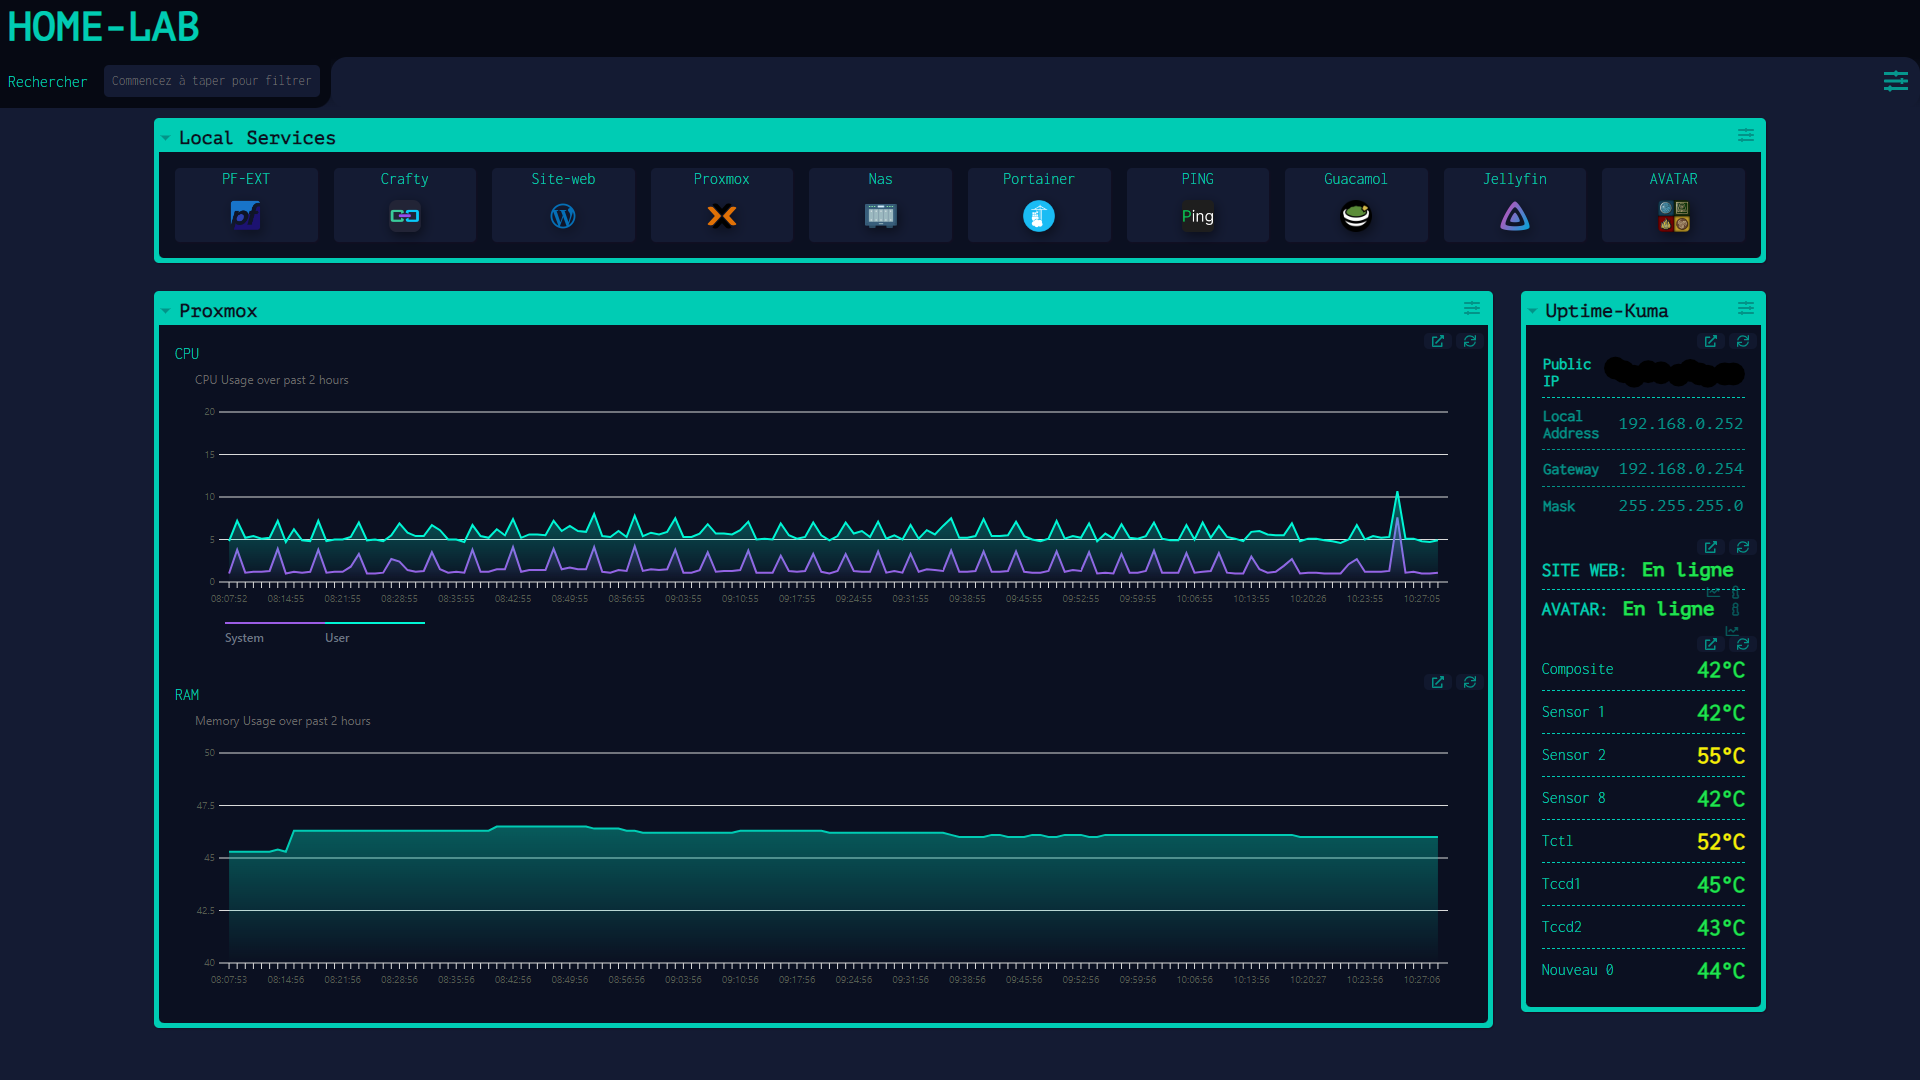 HOME-LAB
Rechercher
Commencez à taper pour filtrer
Local Services
PF-EXT
Crafty
Site-web
Proxmox
Nas
Portainer
PING
Guacamol
Jellyfin
AVATAR
pf
Ping
Proxmox
CPU
CPU Usage over past 2 hours
20
15
10
5
0
08:07:52 08:14:55 08:21:55 08:28:55 08:35:55 08:42:55 08:49:55 08:56:55 09:03:55 09:10:55 09:17:55 09:24:55 09:31:55 09:38:55 09:45:55 09:52:55 09:59:55 10:06:55 10:13:55 10:20:26 10:23:55 10:27:05
System User
RAM
Memory Usage over past 2 hours
50
47.5
45
42.5
40
08:07:53 08:14:56 08:21:56 08:28:56 08:35:56 08:42:56 08:49:56 08:56:56 09:03:56 09:10:56 09:17:56 09:24:56 09:31:56 09:38:56 09:45:56 09:52:56 09:59:56 10:06:56 10:13:56 10:20:27 10:23:56 10:27:06
Uptime-Kuma
Public
IP
Local
Address 192.168.0.252
Gateway 192.168.0.254
Mask 255.255.255.0
SITE WEB: En ligne
AVATAR: En ligne
Composite 42°C
Sensor 1 42°C
Sensor 2 55°C
Sensor 8 42°C
Tctl 52°C
Tccd1 45°C
Tccd2 43°C
Nouveau 0 44°C